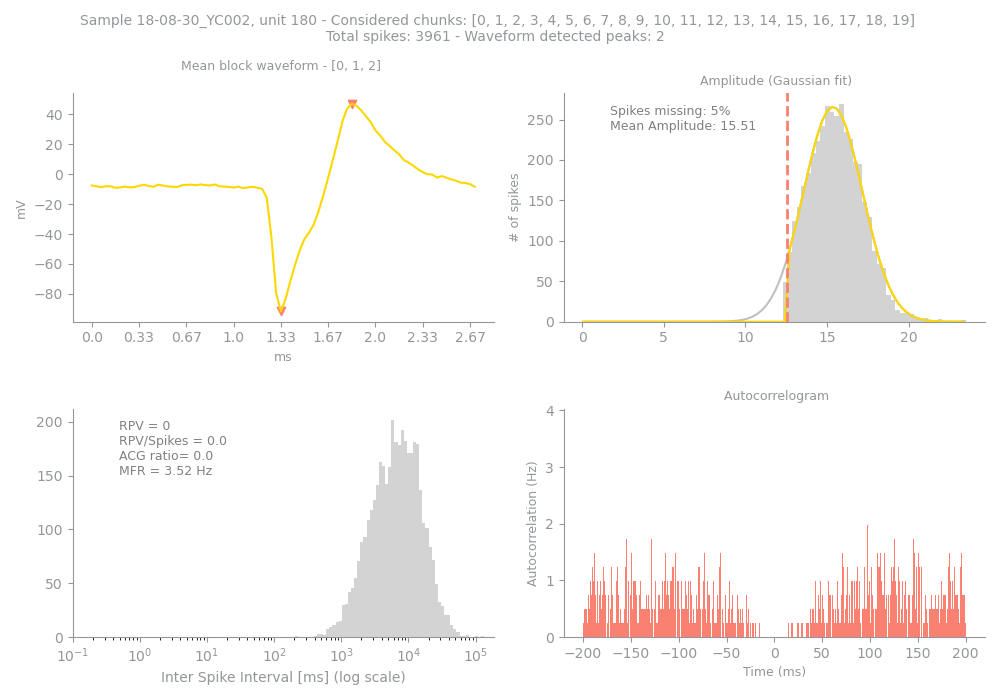 Sample 18-08-30_YC002, unit 180 - Considered chunks: [0, 1, 2, 3, 4, 5, 6, 7, 8, 9, 10, 11, 12, 13, 14, 15, 16, 17, 18, 19]
Total spikes: 3961 - Waveform detected peaks: 2
Mean block waveform - [0, 1, 2]
40
20
0
−20
−40
−60
−80
mV
0.0 0.33 0.67 1.0 1.33 1.67 2.0 2.33 2.67
ms
Amplitude (Gaussian fit)
Spikes missing: 5%
Mean Amplitude: 15.51
250
200
150
100
50
0
# of spikes
0 5 10 15 20
RPV = 0
RPV/Spikes = 0.0
ACG ratio= 0.0
MFR = 3.52 Hz
200
150
100
50
0
10⁻¹ 10⁰ 10¹ 10² 10³ 10⁴ 10⁵
Inter Spike Interval [ms] (log scale)
Autocorrelogram
4
3
2
1
0
Autocorrelation (Hz)
−200 −150 −100 −50 0 50 100 150 200
Time (ms)